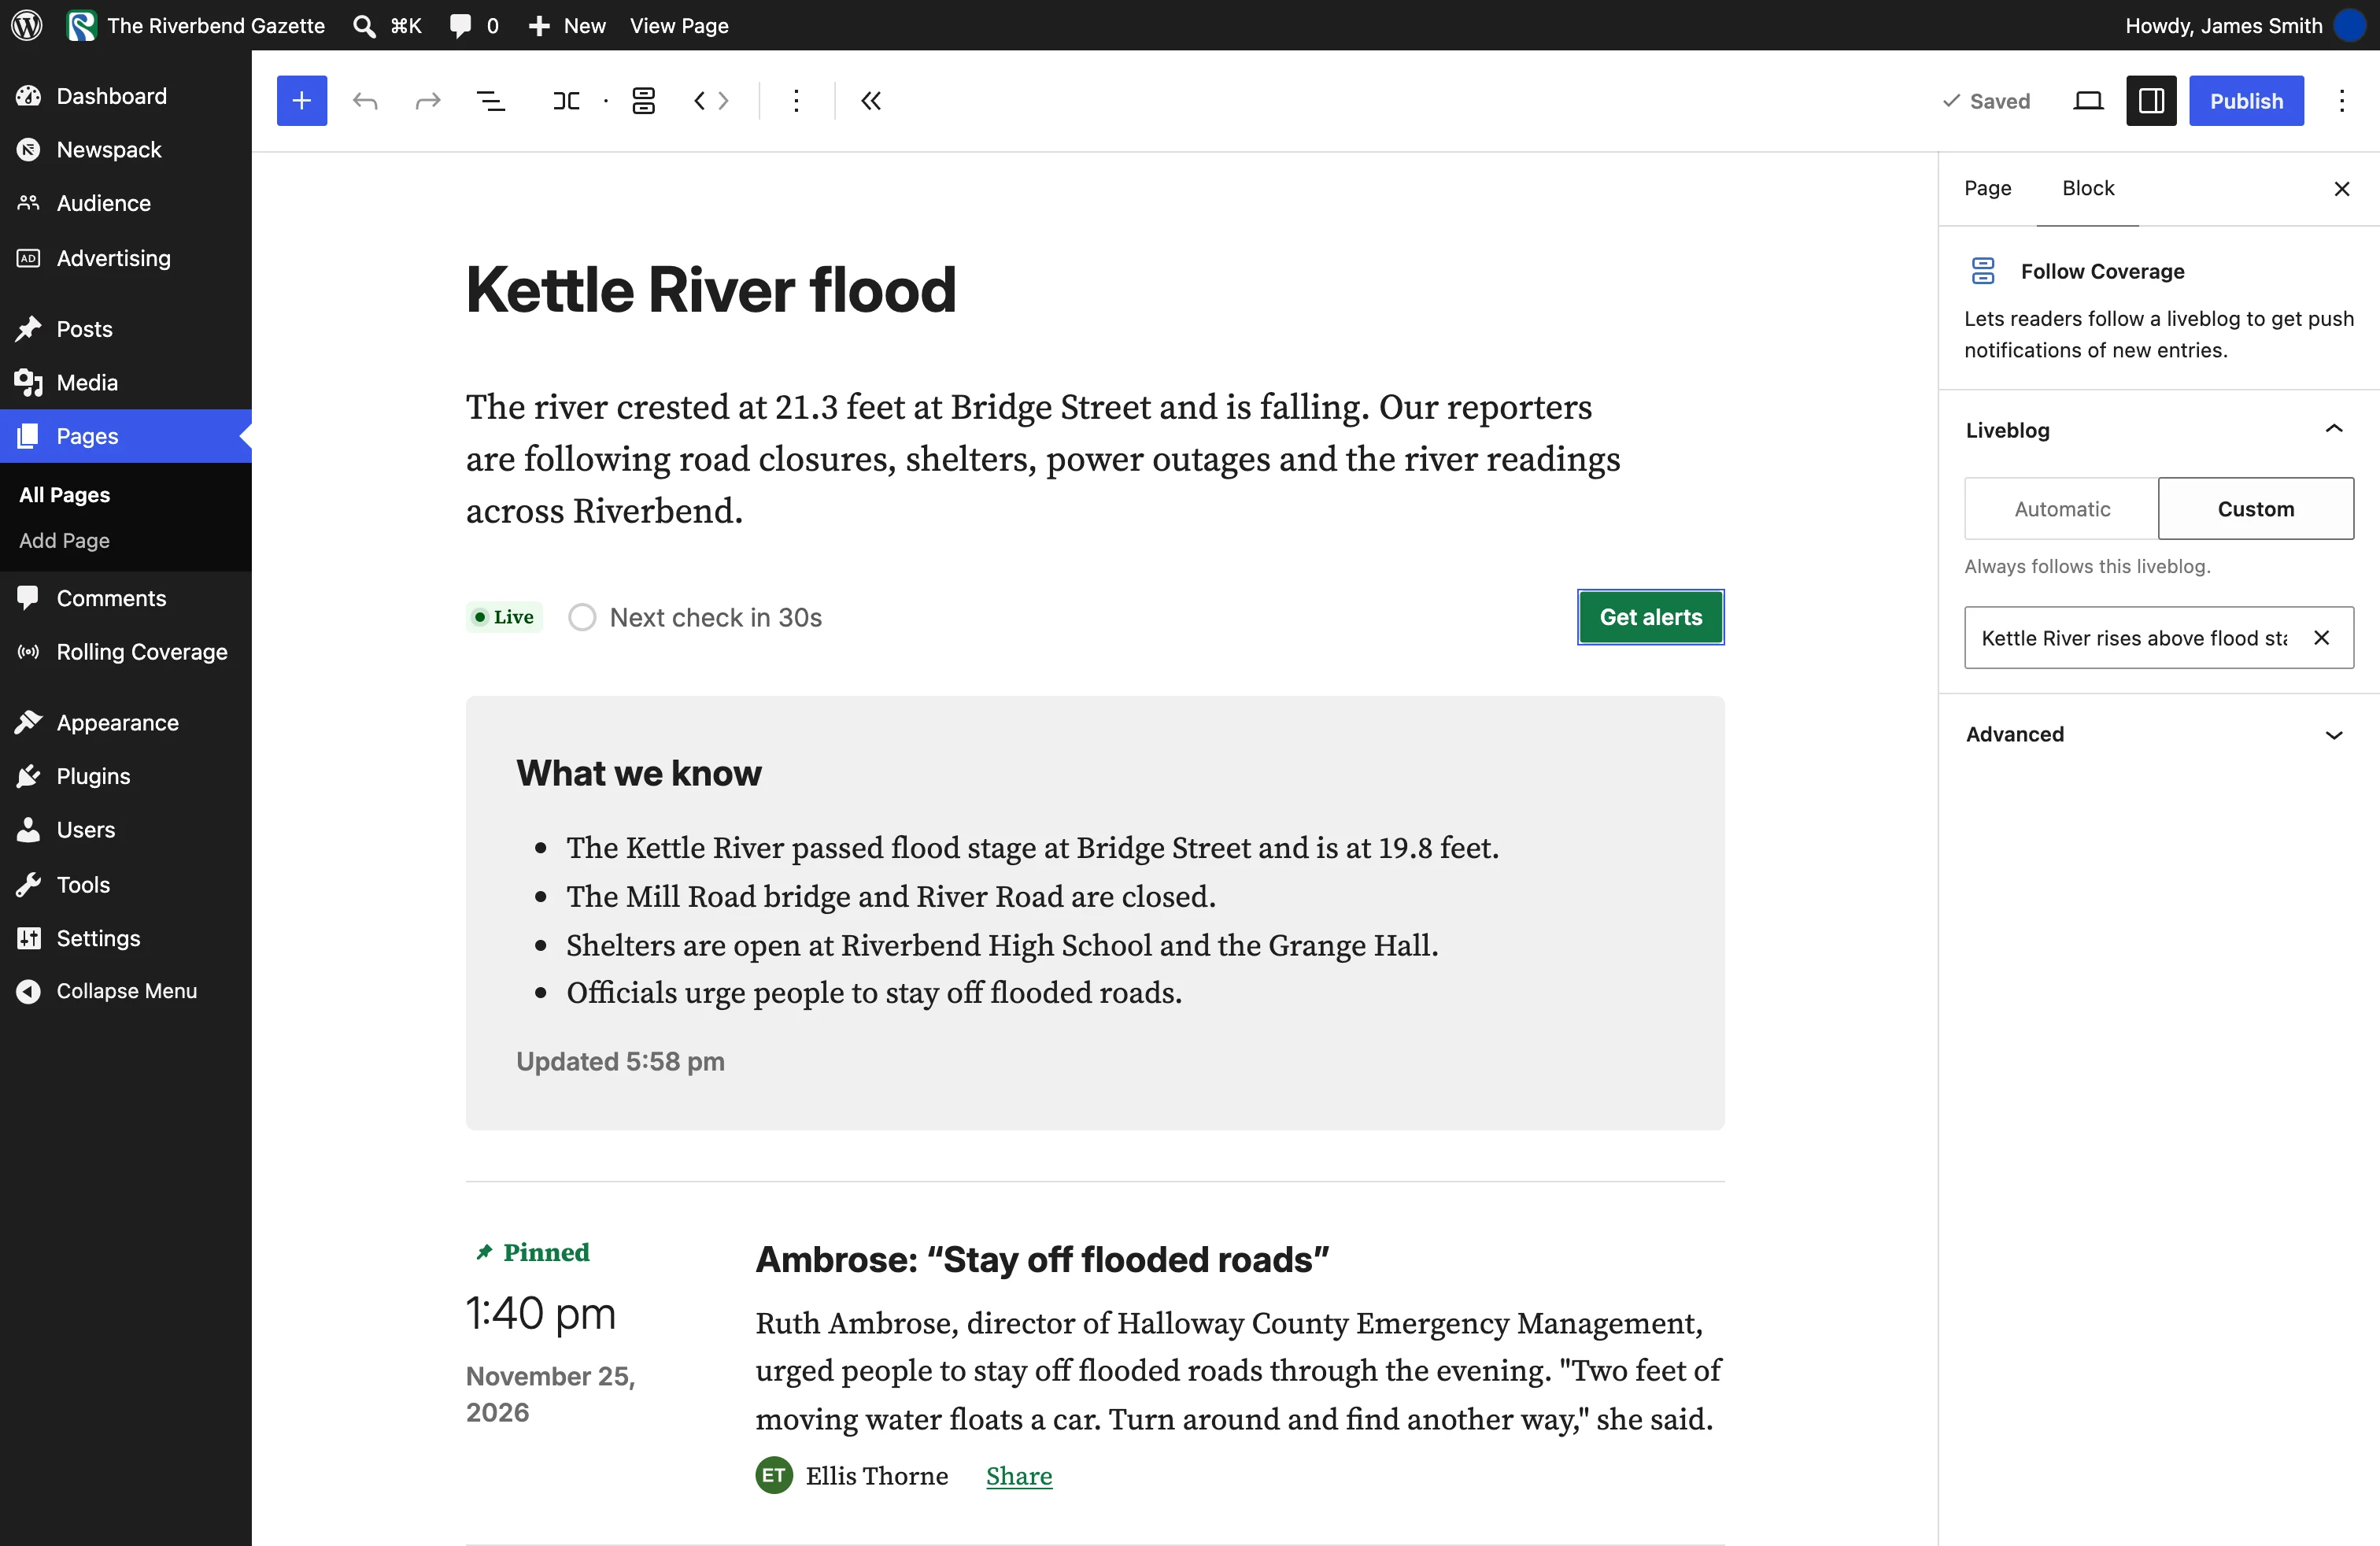 The Riverbend Gazette ⌘K 0 New View Page Howdy, James Smith
Dashboard
Newspack
Audience
AD Advertising
Posts
Media
Pages
All Pages
Add Page
Comments
Rolling Coverage
Appearance
Plugins
Users
Tools
Settings
Collapse Menu
Saved Publish
Kettle River flood
The river crested at 21.3 feet at Bridge Street and is falling. Our reporters
are following road closures, shelters, power outages and the river readings
across Riverbend.
Live Next check in 30s Get alerts
What we know
• The Kettle River passed flood stage at Bridge Street and is at 19.8 feet.
• The Mill Road bridge and River Road are closed.
• Shelters are open at Riverbend High School and the Grange Hall.
• Officials urge people to stay off flooded roads.
Updated 5:58 pm
Pinned
1:40 pm
November 25,
2026
Ambrose: “Stay off flooded roads”
Ruth Ambrose, director of Halloway County Emergency Management,
urged people to stay off flooded roads through the evening. "Two feet of
moving water floats a car. Turn around and find another way," she said.
ET Ellis Thorne Share
Page Block
Follow Coverage
Lets readers follow a liveblog to get push
notifications of new entries.
Liveblog
Automatic Custom
Always follows this liveblog.
Kettle River rises above flood sta
Advanced